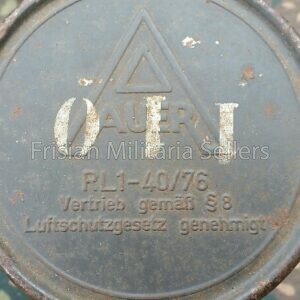 AUER
Frisian Militaria Sellers
RL1-40/76
Vertrieb gemäß § 8
Luftschutzgesetz genehmigt